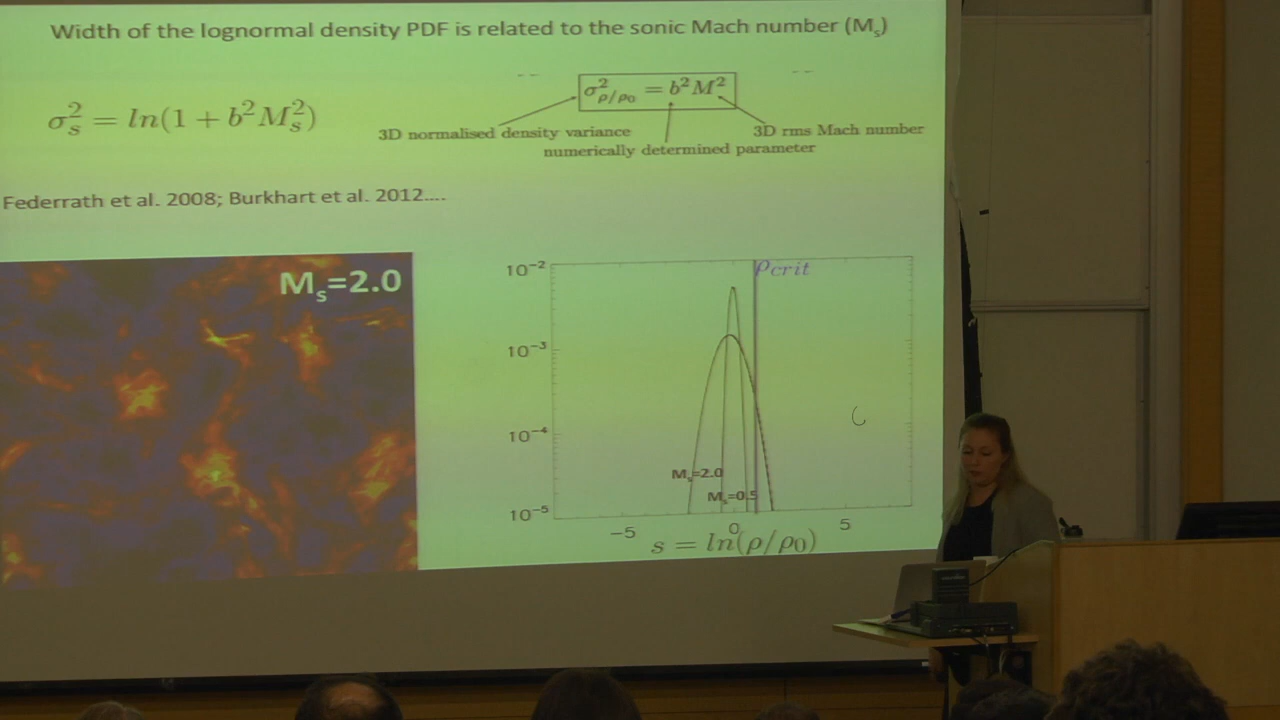 Width of the lognormal density PDF is related to the sonic Mach number (Mₛ)
σ²ₛ = ln(1 + b²M²ₛ)
σ²_ρ/ρ₀ = b²M²
3D normalised density variance
3D rms Mach number
numerically determined parameter
Federrath et al. 2008; Burkhart et al. 2012....
Mₛ=2.0
10⁻²
ρcrit
10⁻³
10⁻⁴
Mₛ=2.0
Mₛ=0.5
10⁻⁵
−5
0
5
s = ln(ρ/ρ₀)